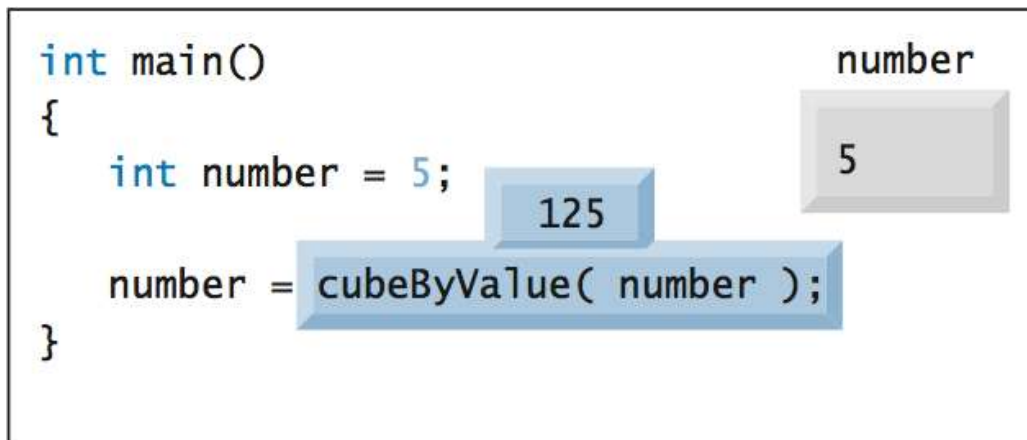 int main()
{
int number = 5;
125
number = cubeByValue( number );
}
number
5